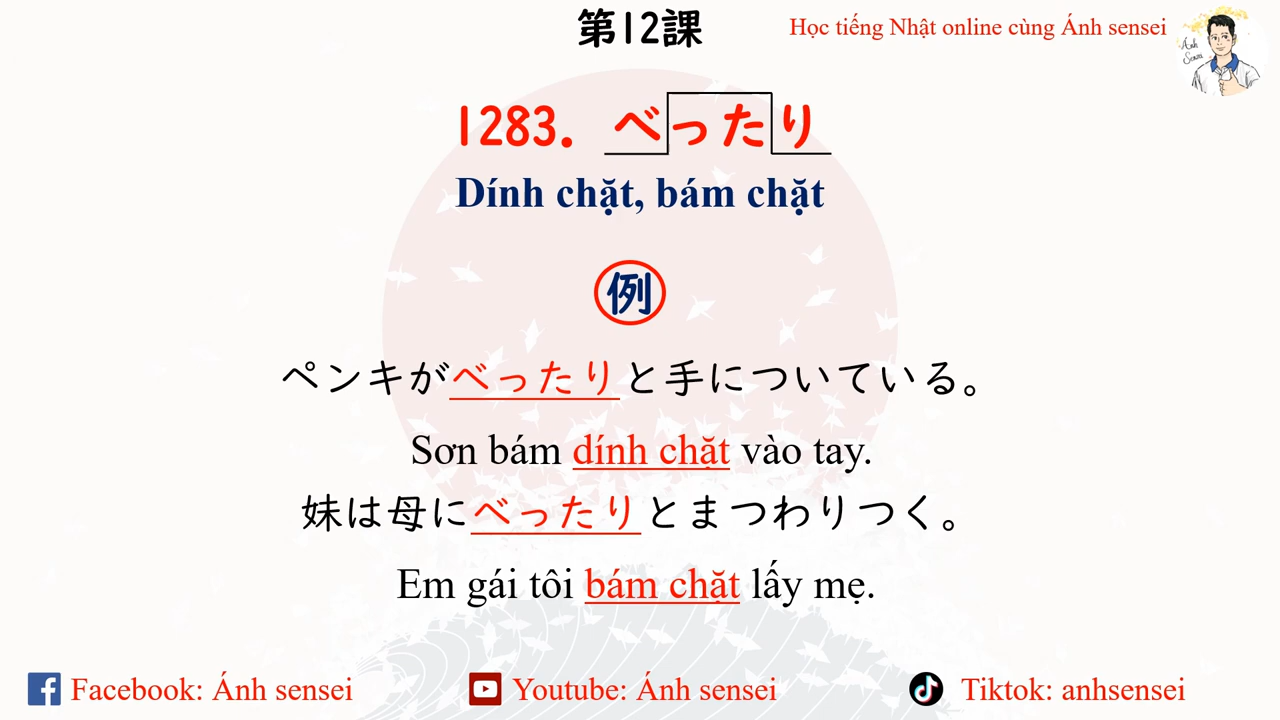 第12課
Học tiếng Nhật online cùng Ánh sensei
Ánh
Sensei
1283. べったり
Dính chặt, bám chặt
例
ペンキがべったりと手についている。
Sơn bám dính chặt vào tay.
妹は母にべったりとまつわりつく。
Em gái tôi bám chặt lấy mẹ.
Facebook: Ánh sensei
Youtube: Ánh sensei
Tiktok: anhsensei